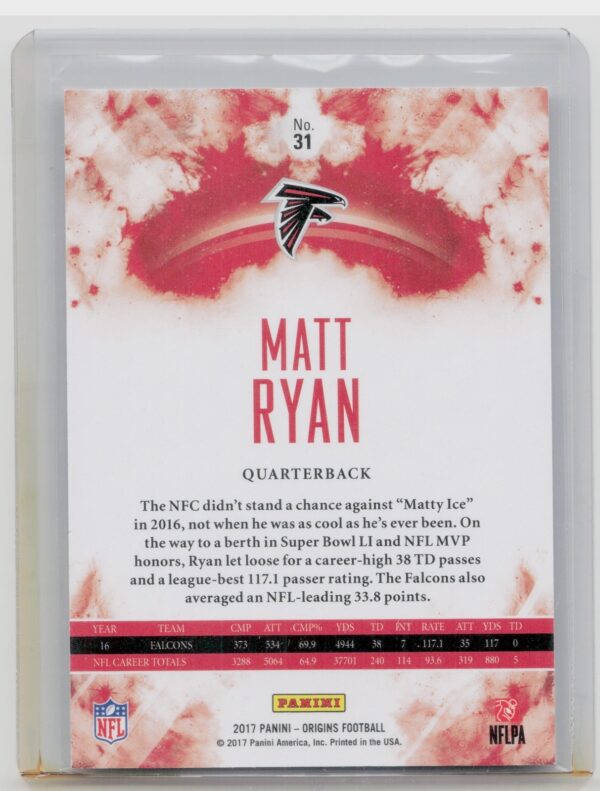 No.
31
MATT
RYAN
QUARTERBACK
The NFC didn't stand a chance against “Matty Ice”
in 2016, not when he was as cool as he's ever been. On
the way to a berth in Super Bowl LI and NFL MVP
honors, Ryan let loose for a career-high 38 TD passes
and a league-best 117.1 passer rating. The Falcons also
averaged an NFL-leading 33.8 points.
YEAR TEAM CMP ATT CMP% YDS TD INT RATE ATT YDS TD
16 FALCONS 373 534 69.9 4944 38 7 117.1 35 117 0
NFL CAREER TOTALS 3288 5064 64.9 37701 240 114 93.6 319 880 5
PANINI
NFL
2017 PANINI – ORIGINS FOOTBALL
© 2017 Panini America, Inc. Printed in the USA.
NFLPA